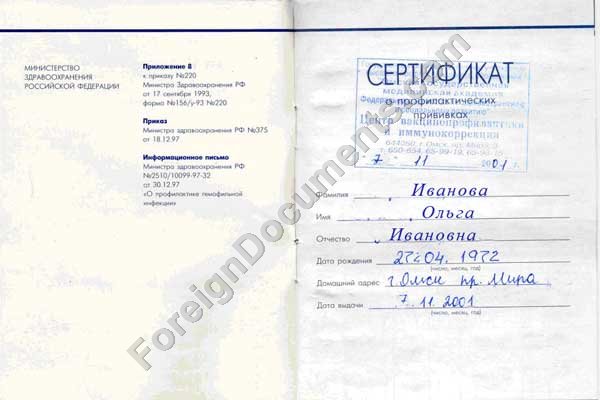 МИНИСТЕРСТВО
ЗДРАВООХРАНЕНИЯ
РОССИЙСКОЙ ФЕДЕРАЦИИ
Приложение 8
к приказу №220
Министра Здравоохранения РФ
от 17 сентября 1993,
форма №156/у-93 №220
Приказ
Министра здравоохранения РФ №375
от 18.12.97
Информационное письмо
Министра здравоохранения РФ
№2510/10099-97-32
от 30.12.97
«О профилактике гемофильной
инфекции»
СЕРТИФИКАТ
о профилактических
прививках
государственная
медицинская академия
Центр вакцинопрофилактики
и иммунокоррекции
7 11 2001 г.
Фамилия Иванова
Имя Ольга
Отчество Ивановна
Дата рождения 04. 1972
(число, месяц, год)
Домашний адрес г. Омск пр. Мира
Дата выдачи 7. 11 2001
(число, месяц, год)
ForeignDocuments.com